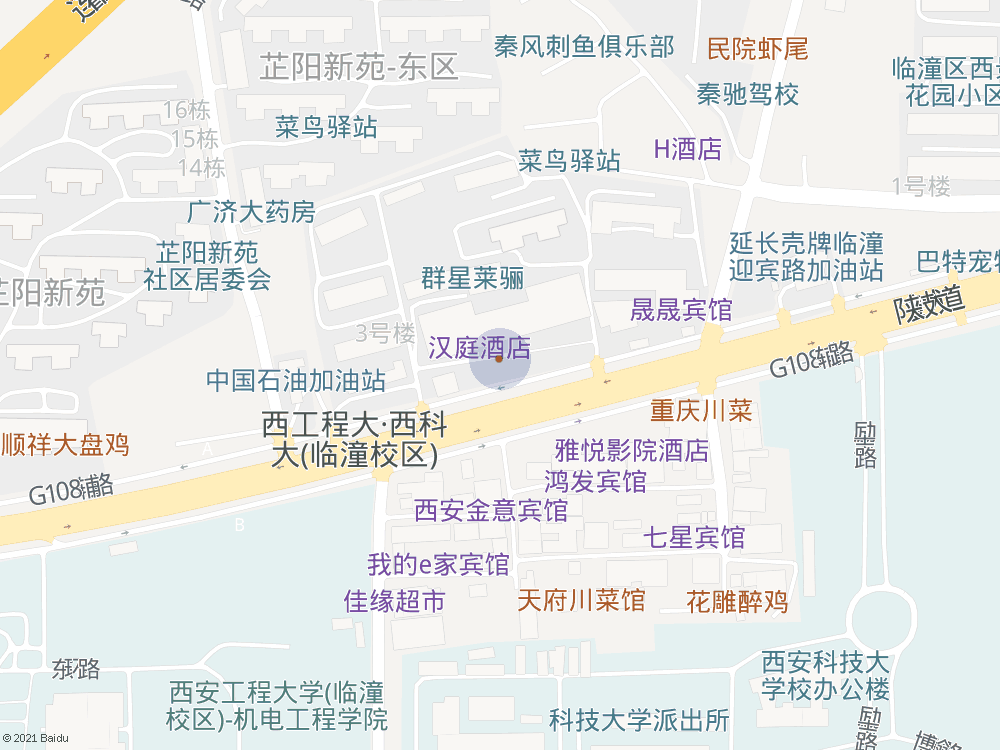 秦风刺鱼俱乐部
民院虾尾
芷阳新苑-东区
临潼区西景
花园小区
秦驰驾校
16栋
15栋
14栋
菜鸟驿站
H酒店
菜鸟驿站
1号楼
广济大药房
芷阳新苑
社区居委会
延长壳牌临潼
迎宾路加油站
巴特宠物
群星莱骊
芷阳新苑
晟晟宾馆
3号楼
汉庭酒店
G108辅路
中国石油加油站
重庆川菜
西工程大·西科
大(临潼校区)
顺祥大盘鸡
A
雅悦影院酒店
励志路
鸿发宾馆
G108辅路
西安金意宾馆
B
七星宾馆
我的e家宾馆
佳缘超市
天府川菜馆
花雕醉鸡
东环路
西安科技大
学校办公楼
西安工程大学(临潼
校区)-机电工程学院
科技大学派出所
© 2021 Baidu